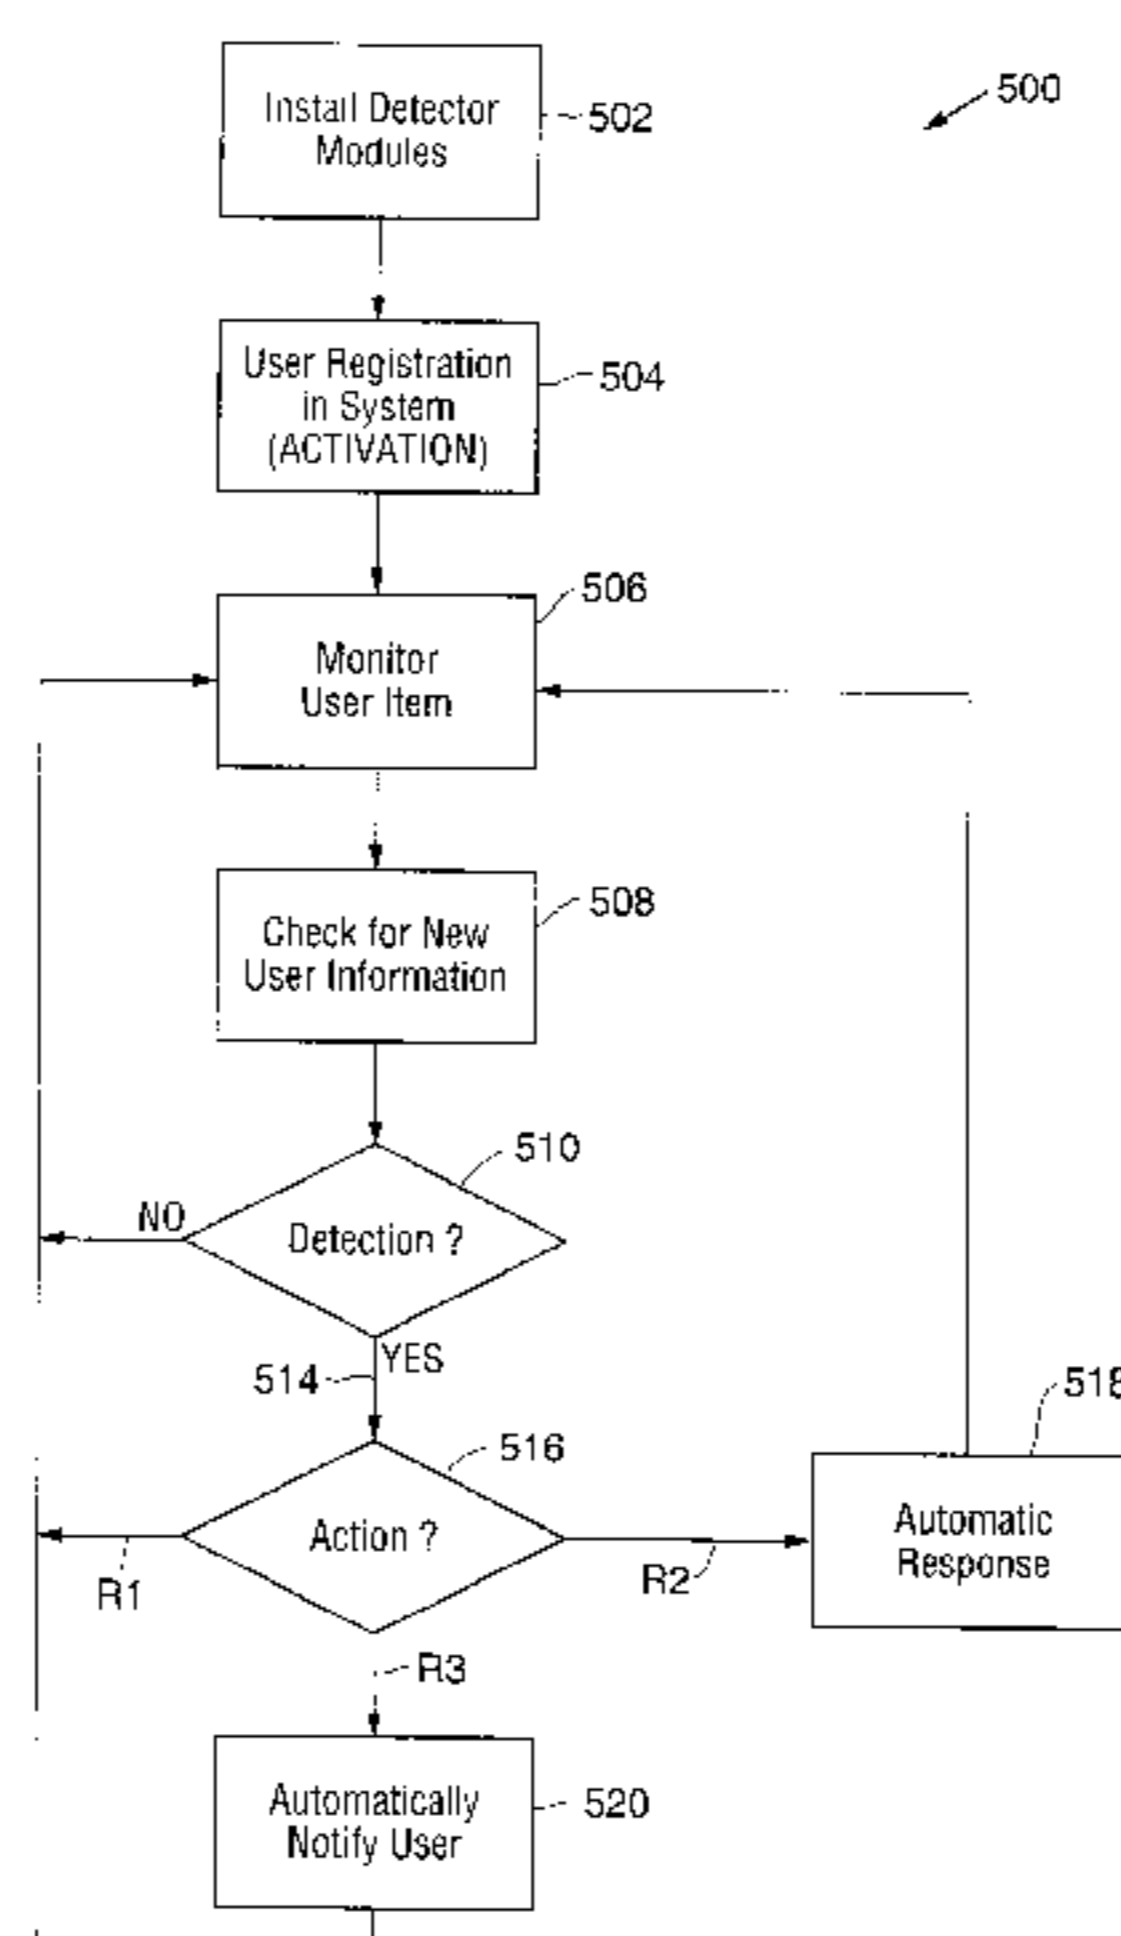 500
Install Detector
Modules
502
User Registration
in System
(ACTIVATION)
504
506
Monitor
User Item
508
Check for New
User Information
510
NO
Detection ?
YES
514
516
518
Action ?
R1
R2
Automatic
Response
R3
Automatically
Notify User
520